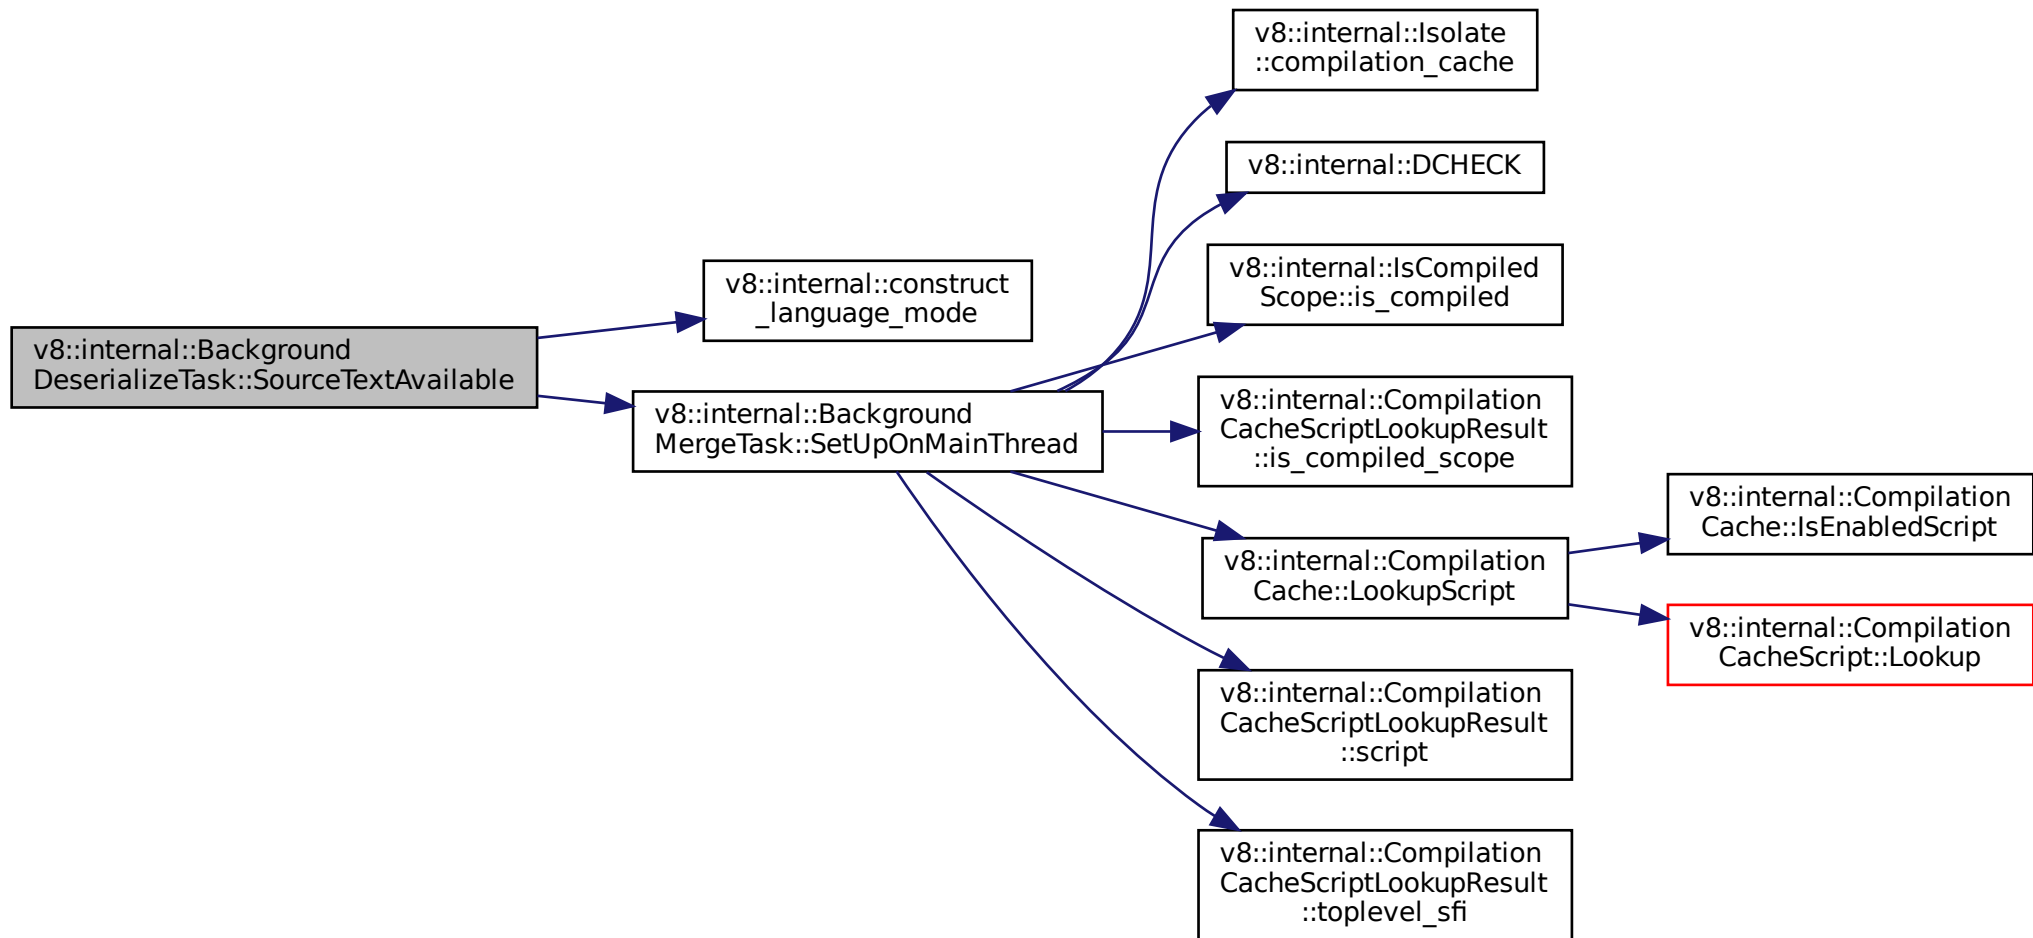 v8::internal::Background
DeserializeTask::SourceTextAvailable
v8::internal::construct
_language_mode
v8::internal::Background
MergeTask::SetUpOnMainThread
v8::internal::Isolate
::compilation_cache
v8::internal::DCHECK
v8::internal::IsCompiled
Scope::is_compiled
v8::internal::Compilation
CacheScriptLookupResult
::is_compiled_scope
v8::internal::Compilation
Cache::LookupScript
v8::internal::Compilation
CacheScriptLookupResult
::script
v8::internal::Compilation
CacheScriptLookupResult
::toplevel_sfi
v8::internal::Compilation
Cache::IsEnabledScript
v8::internal::Compilation
CacheScript::Lookup